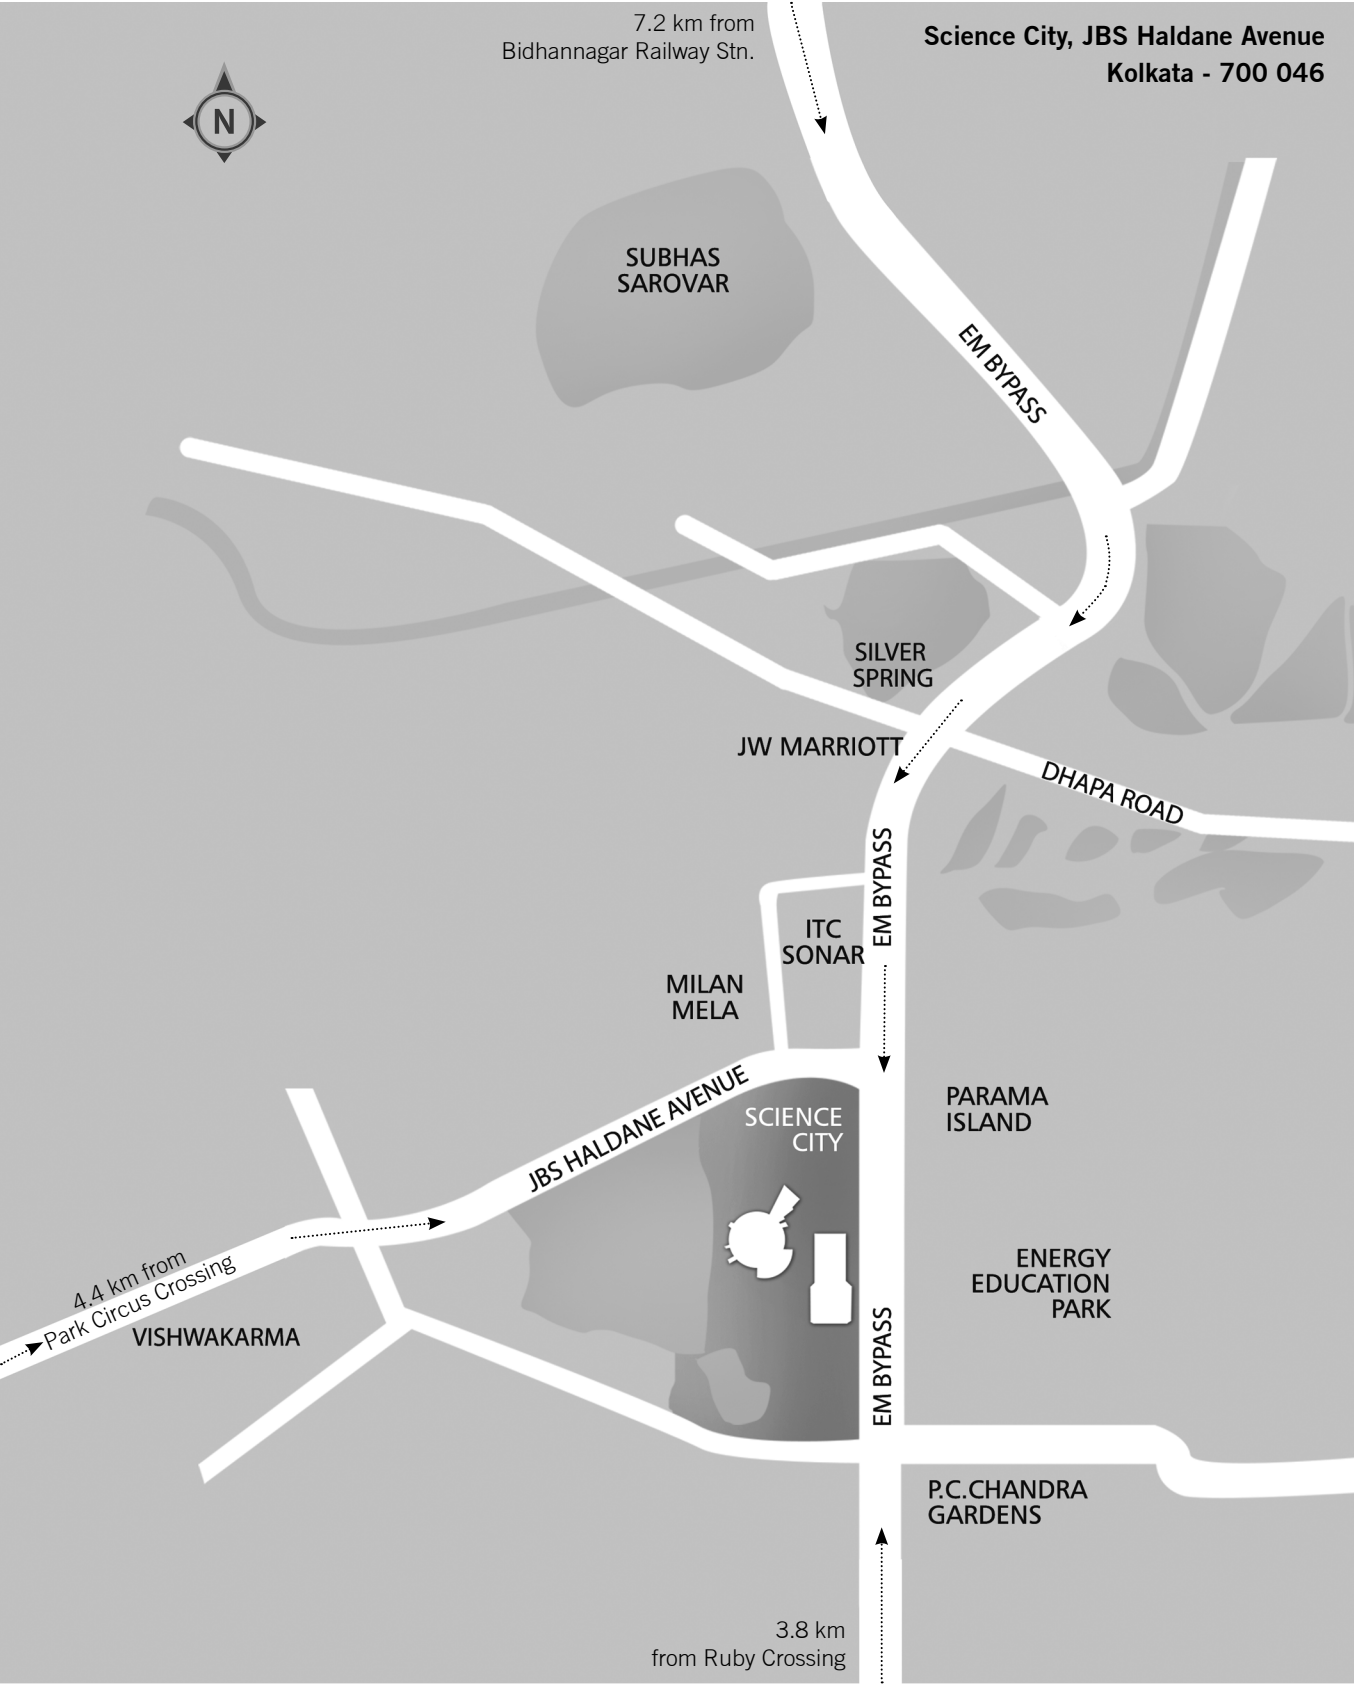 7.2 km from
Bidhannagar Railway Stn.
Science City, JBS Haldane Avenue
Kolkata - 700 046
N
SUBHAS
SAROVAR
EM BYPASS
SILVER
SPRING
JW MARRIOTT
DHAPA ROAD
EM BYPASS
ITC
SONAR
MILAN
MELA
JBS HALDANE AVENUE
SCIENCE
CITY
PARAMA
ISLAND
4.4 km from
Park Circus Crossing
VISHWAKARMA
ENERGY
EDUCATION
PARK
EM BYPASS
P.C.CHANDRA
GARDENS
3.8 km
from Ruby Crossing